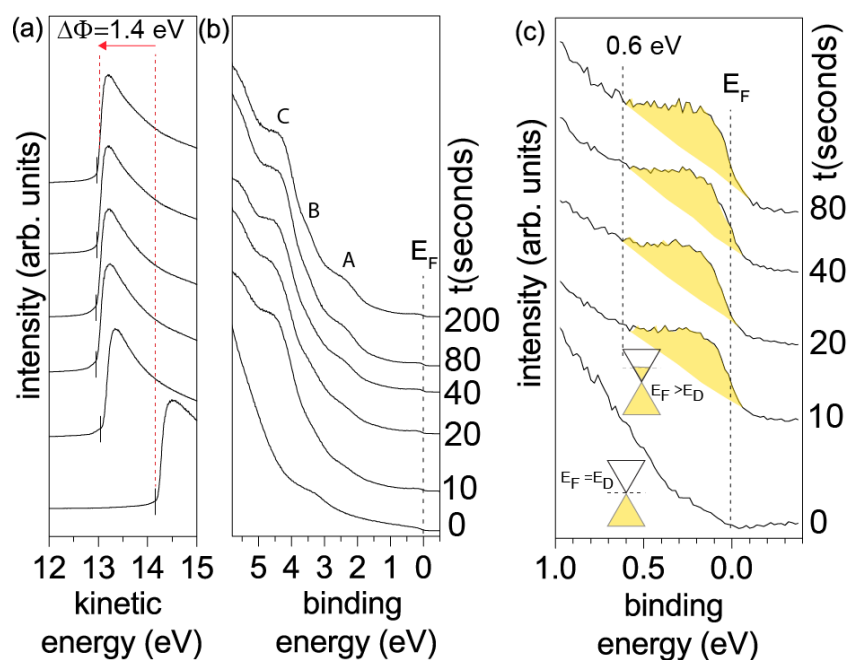 (a)
ΔΦ=1.4 eV
intensity (arb. units)
12 13 14 15
kinetic
energy (eV)
(b)
C
B
A
E_F
t(seconds)
200
80
40
20
10
0
5 4 3 2 1 0
binding
energy (eV)
(c)
0.6 eV
E_F
intensity (arb. units)
t(seconds)
80
40
20
10
0
E_F >E_D
E_F =E_D
1.0 0.5 0.0
binding
energy (eV)